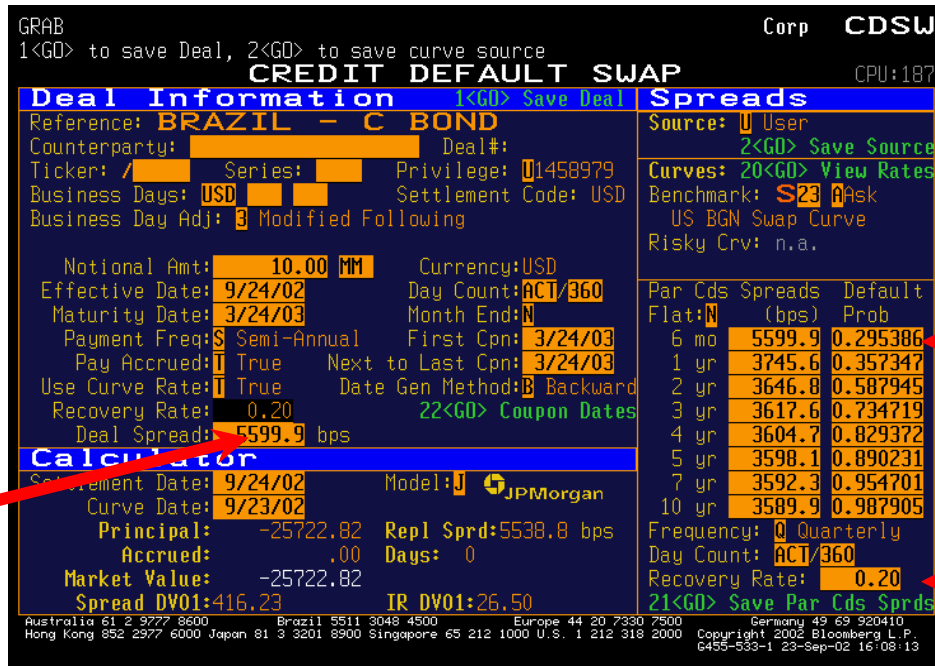 GRAB Corp CDSW
1<GO> to save Deal, 2<GO> to save curve source
CREDIT DEFAULT SWAP CPU:187
Deal Information 1<GO> Save Deal
Reference: BRAZIL - C BOND
Counterparty: Deal#:
Ticker: / Series: Privilege: U1458979
Business Days: USD Settlement Code: USD
Business Day Adj: 3 Modified Following
Notional Amt: 10.00 MM Currency:USD
Effective Date: 9/24/02 Day Count:ACT/360
Maturity Date: 3/24/03 Month End:N
Payment Freq:S Semi-Annual First Cpn: 3/24/03
Pay Accrued:T True Next to Last Cpn: 3/24/03
Use Curve Rate:T True Date Gen Method:B Backward
Recovery Rate: 0.20 22<GO> Coupon Dates
Deal Spread: 5599.9 bps
Calculator
Settlement Date: 9/24/02 Model:J JPMorgan
Curve Date: 9/23/02
Principal: -25722.82 Repl Sprd:5538.8 bps
Accrued: .00 Days: 0
Market Value: -25722.82
Spread DV01:416.23 IR DV01:26.50
Spreads
Source: U User
2<GO> Save Source
Curves: 20<GO> View Rates
Benchmark: S23 AAsk
US BGN Swap Curve
Risky Crv: n.a.
Par Cds Spreads Default
Flat:N (bps) Prob
6 mo 5599.9 0.295386
1 yr 3745.6 0.357347
2 yr 3646.8 0.587945
3 yr 3617.6 0.734719
4 yr 3604.7 0.829372
5 yr 3598.1 0.890231
7 yr 3592.3 0.954701
10 yr 3589.9 0.987905
Frequency: Q Quarterly
Day Count: ACT/360
Recovery Rate: 0.20
21<GO> Save Par Cds Sprds
Australia 61 2 9777 8600 Brazil 5511 3048 4500 Europe 44 20 7330 7500 Germany 49 69 920410
Hong Kong 852 2977 6000 Japan 81 3 3201 8900 Singapore 65 212 1000 U.S. 1 212 318 2000 Copyright 2002 Bloomberg L.P.
G455-533-1 23-Sep-02 16:08:13